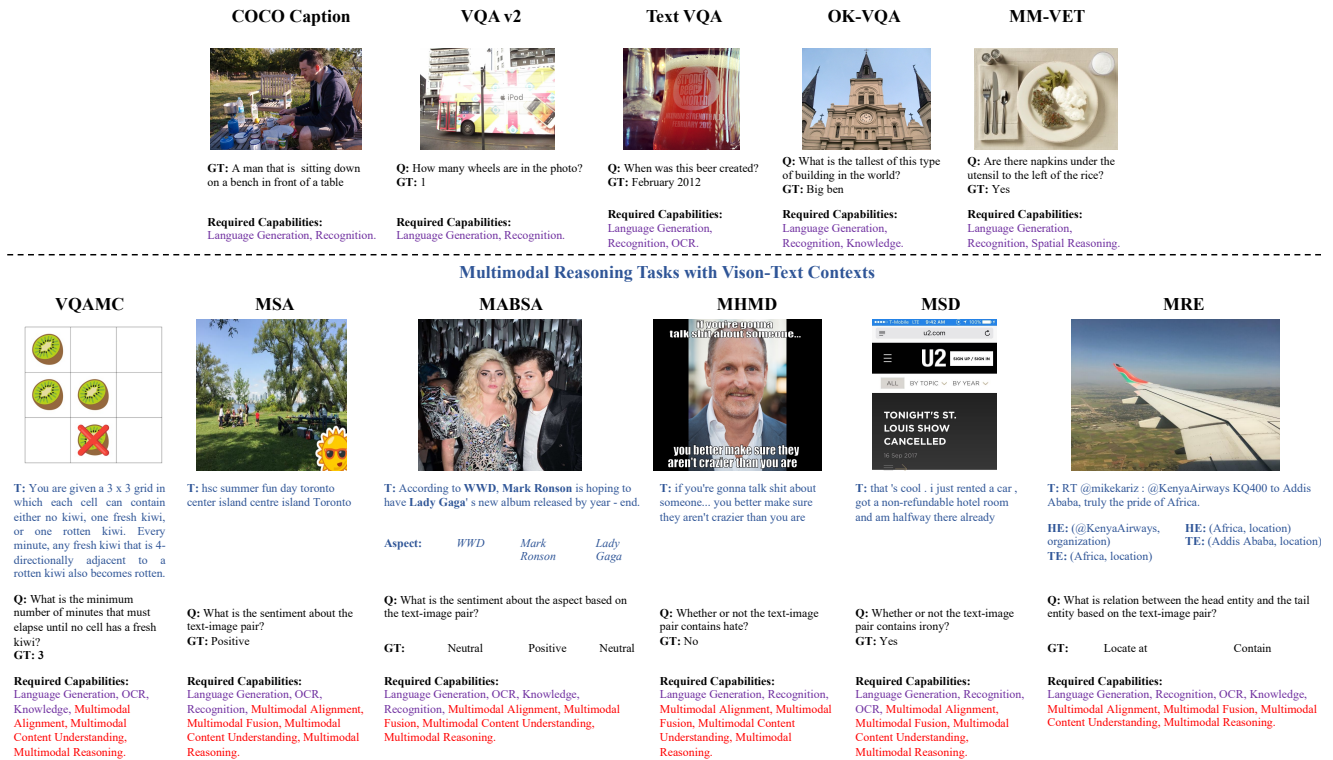 COCO Caption
VQA v2
Text VQA
OK-VQA
MM-VET
iPod
FEBRUARY 2012
GT: A man that is sitting down
on a bench in front of a table
Q: How many wheels are in the photo?
GT: 1
Q: When was this beer created?
GT: February 2012
Q: What is the tallest of this type
of building in the world?
GT: Big ben
Q: Are there napkins under the
utensil to the left of the rice?
GT: Yes
Required Capabilities:
Language Generation, Recognition.
Required Capabilities:
Language Generation, Recognition.
Required Capabilities:
Language Generation,
Recognition, OCR.
Required Capabilities:
Language Generation,
Recognition, Knowledge.
Required Capabilities:
Language Generation,
Recognition, Spatial Reasoning.
Multimodal Reasoning Tasks with Vison-Text Contexts
VQAMC
MSA
MABSA
MHMD
MSD
MRE
if you're gonna
talk shit about someone...
you better make sure they
aren't crazier than you are
T-Mobile LTE 9:42 AM
u2.com
U2
SIGN UP / SIGN IN
ALL BY TOPIC BY YEAR
TONIGHT'S ST.
LOUIS SHOW
CANCELLED
16 Sep 2017
T: You are given a 3 x 3 grid in
which each cell can contain
either no kiwi, one fresh kiwi,
or one rotten kiwi. Every
minute, any fresh kiwi that is 4-
directionally adjacent to a
rotten kiwi also becomes rotten.
Q: What is the minimum
number of minutes that must
elapse until no cell has a fresh
kiwi?
GT: 3
Required Capabilities:
Language Generation, OCR,
Knowledge, Multimodal
Alignment, Multimodal
Content Understanding,
Multimodal Reasoning.
T: hsc summer fun day toronto
center island centre island Toronto
Q: What is the sentiment about the
text-image pair?
GT: Positive
Required Capabilities:
Language Generation, OCR,
Recognition, Multimodal Alignment,
Multimodal Fusion, Multimodal
Content Understanding, Multimodal
Reasoning.
T: According to WWD, Mark Ronson is hoping to
have Lady Gaga' s new album released by year - end.
Aspect: WWD Mark Ronson Lady Gaga
Q: What is the sentiment about the aspect based on
the text-image pair?
GT: Neutral Positive Neutral
Required Capabilities:
Language Generation, OCR, Knowledge,
Recognition, Multimodal Alignment, Multimodal
Fusion, Multimodal Content Understanding,
Multimodal Reasoning.
T: if you're gonna talk shit about
someone... you better make sure
they aren't crazier than you are
Q: Whether or not the text-image
pair contains hate?
GT: No
Required Capabilities:
Language Generation, Recognition,
Multimodal Alignment, Multimodal
Fusion, Multimodal Content
Understanding, Multimodal
Reasoning.
T: that 's cool . i just rented a car ,
got a non-refundable hotel room
and am halfway there already
Q: Whether or not the text-image
pair contains irony?
GT: Yes
Required Capabilities:
Language Generation, Recognition,
OCR, Multimodal Alignment,
Multimodal Fusion, Multimodal
Content Understanding,
Multimodal Reasoning.
T: RT @mikekariz : @KenyaAirways KQ400 to Addis
Ababa, truly the pride of Africa.
HE: (@KenyaAirways,
organization)
TE: (Africa, location)
HE: (Africa, location)
TE: (Addis Ababa, location)
Q: What is relation between the head entity and the tail
entity based on the text-image pair?
GT: Locate at Contain
Required Capabilities:
Language Generation, Recognition, OCR, Knowledge,
Multimodal Alignment, Multimodal Fusion, Multimodal
Content Understanding, Multimodal Reasoning.